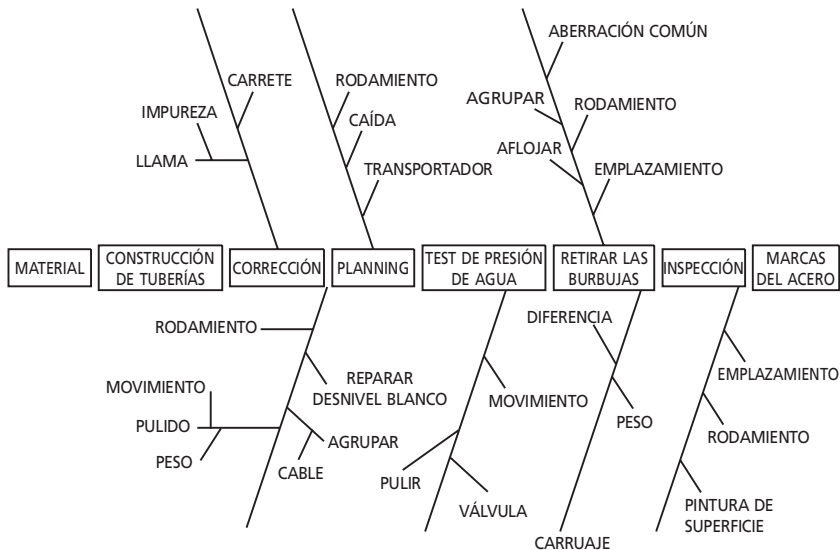 ABERRACIÓN COMÚN
CARRETE
RODAMIENTO
AGRUPAR
RODAMIENTO
IMPUREZA
CAÍDA
AFLOJAR
LLAMA
TRANSPORTADOR
EMPLAZAMIENTO
MATERIAL
CONSTRUCCIÓN
DE TUBERÍAS
CORRECCIÓN
PLANNING
TEST DE PRESIÓN
DE AGUA
RETIRAR LAS
BURBUJAS
INSPECCIÓN
MARCAS
DEL ACERO
RODAMIENTO
DIFERENCIA
REPARAR
DESNIVEL BLANCO
EMPLAZAMIENTO
MOVIMIENTO
MOVIMIENTO
PULIDO
PESO
RODAMIENTO
AGRUPAR
PESO
CABLE
PULIR
VÁLVULA
PINTURA DE
SUPERFICIE
CARRUAJE